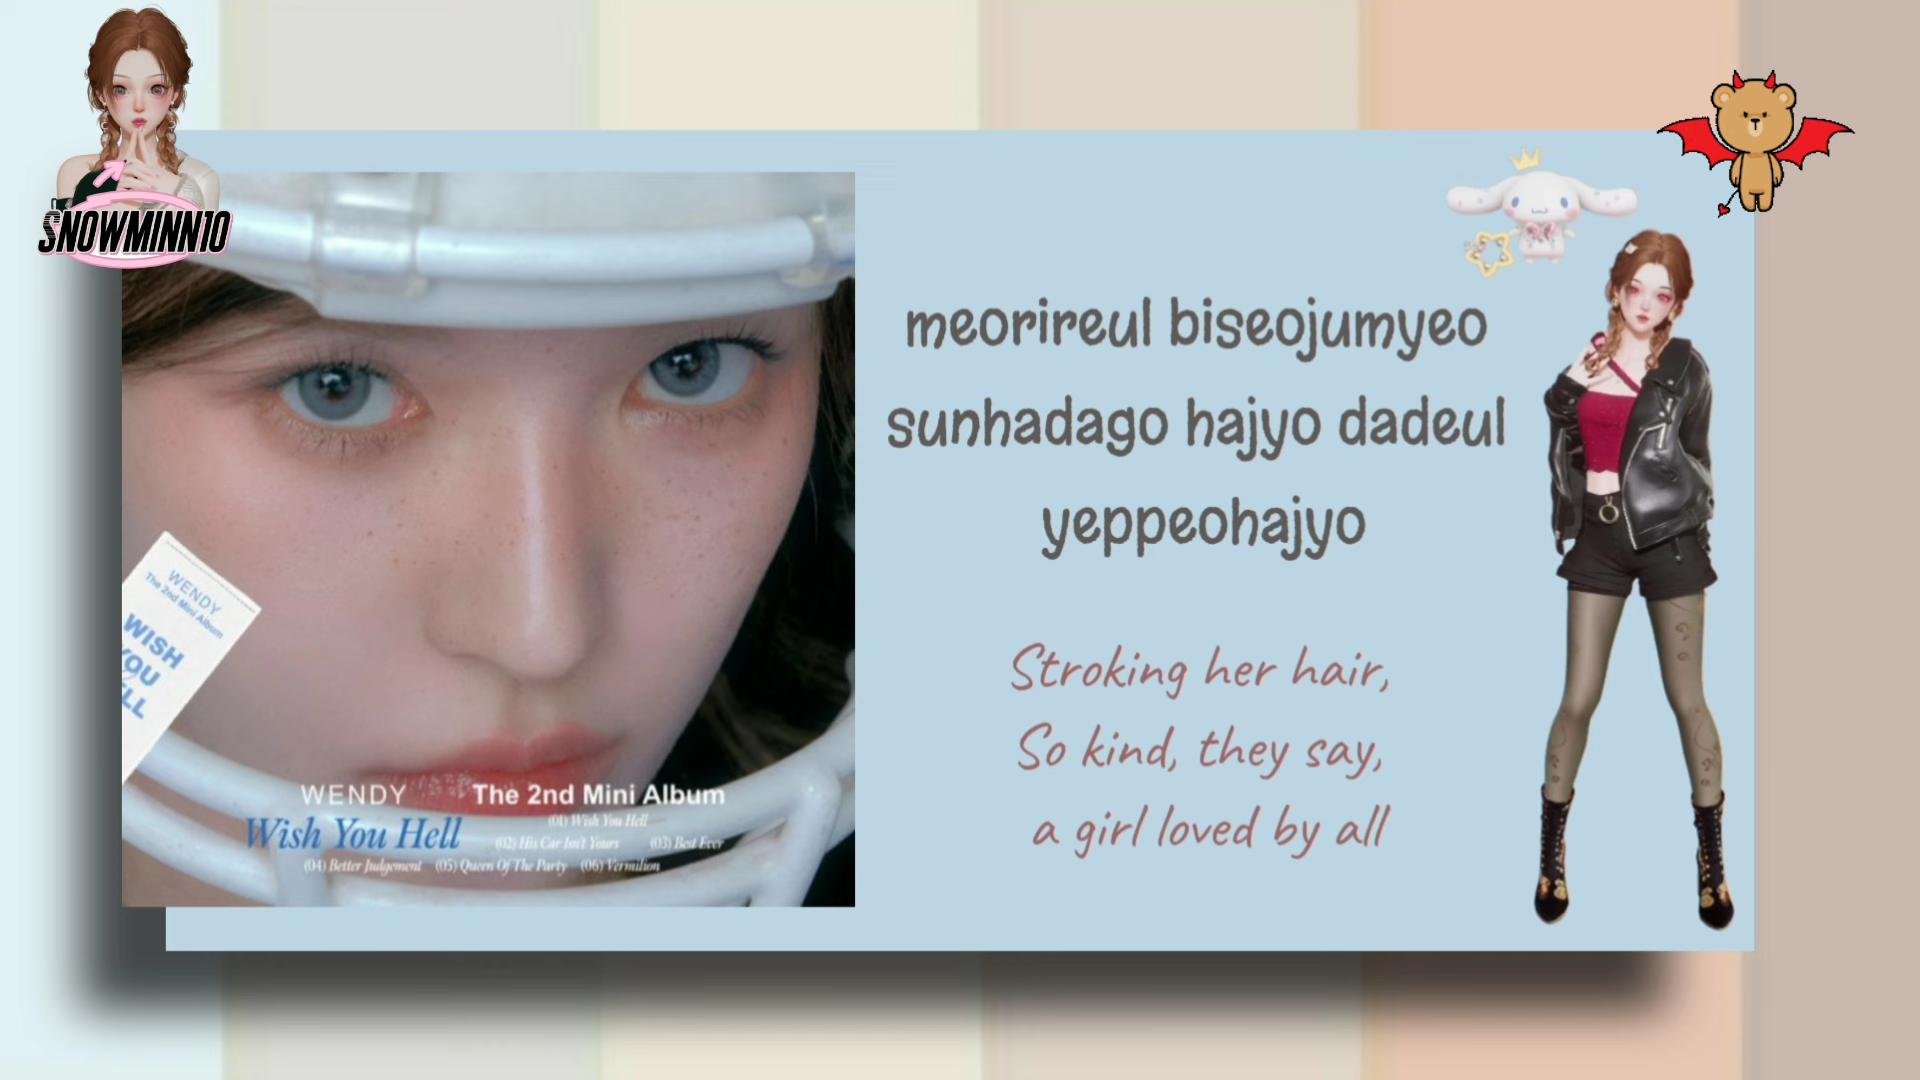 SNOWMINN10
WENDY
The 2nd Mini Album
WISH
YOU
LL
WENDY The 2nd Mini Album
Wish You Hell
(01) Wish You Hell
(02) His Car Isn't Yours (03) Best Ever
(04) Better Judgement (05) Queen Of The Party (06) Vermilion
meorireul biseojumyeo
sunhadago hajyo dadeul
yeppeohajyo
Stroking her hair,
So kind, they say,
a girl loved by all